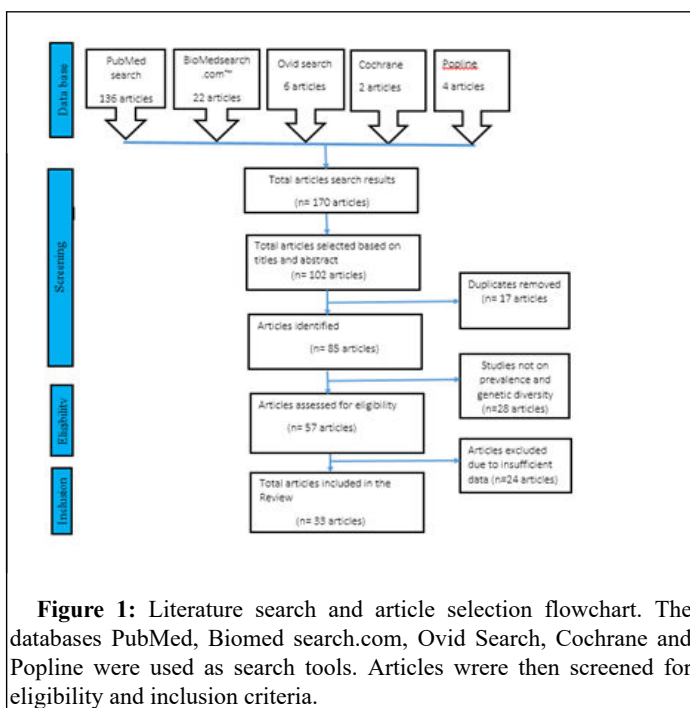 Data base
PubMed
search
136 articles
BioMedsearch
.com™
22 articles
Ovid search
6 articles
Cochrane
2 articles
Popline
4 articles
Screening
Total articles search results
(n= 170 articles)
Total articles selected based on
titles and abstract
(n= 102 articles)
Duplicates removed
(n= 17 articles
Articles identified
(n= 85 articles)
Studies not on
prevalence and
genetic diversity
(n=28 articles)
Eligibility
Articles assessed for eligibility
(n= 57 articles)
Articles excluded
due to insufficient
data (n=24 articles)
Inclusion
Total articles included in the
Review
(n= 33 articles)
Figure 1: Literature search and article selection flowchart. The
databases PubMed, Biomed search.com, Ovid Search, Cochrane and
Popline were used as search tools. Articles wrere then screened for
eligibility and inclusion criteria.